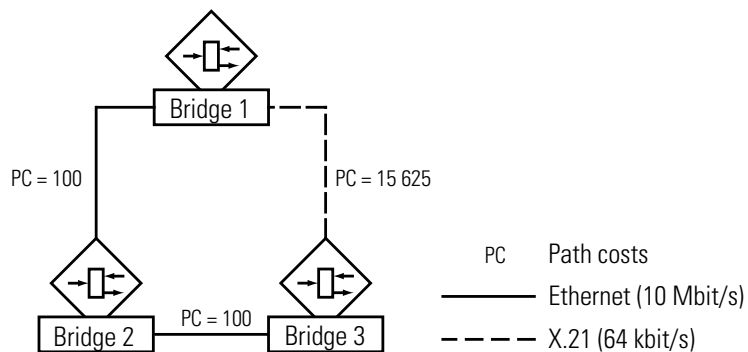 Bridge 1
PC = 100
PC = 15 625
Bridge 2
PC = 100
Bridge 3
PC Path costs
Ethernet (10 Mbit/s)
X.21 (64 kbit/s)